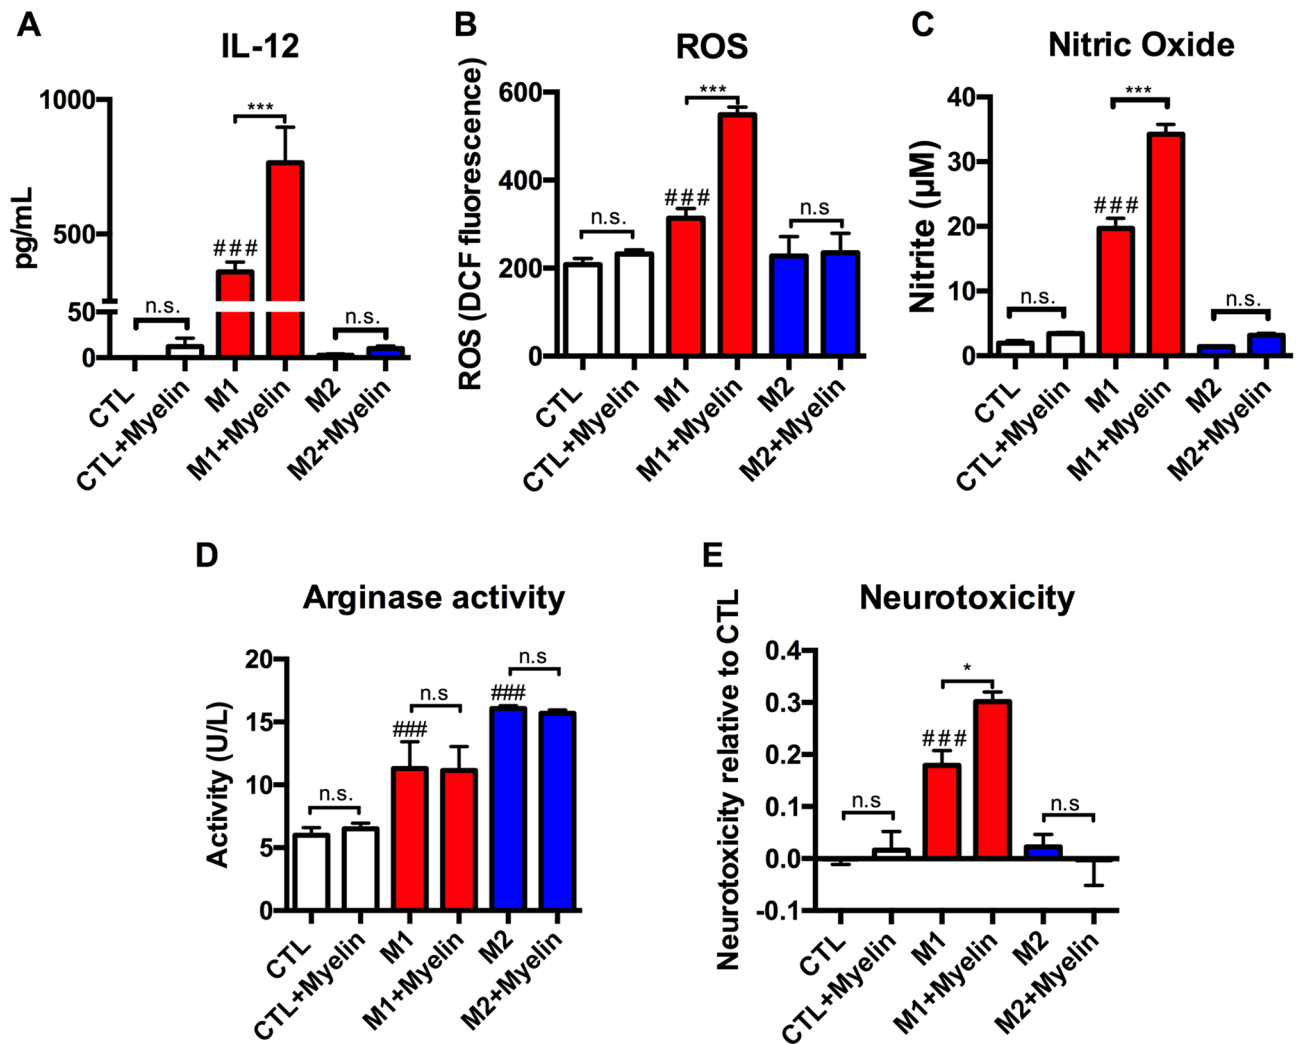 A
IL-12
pg/mL
1000
500
50
0
***
###
n.s.
n.s.
CTL
CTL+Myelin
M1
M1+Myelin
M2
M2+Myelin
B
ROS
ROS (DCF fluorescence)
600
400
200
0
***
###
n.s.
n.s
CTL
CTL+Myelin
M1
M1+Myelin
M2
M2+Myelin
C
Nitric Oxide
Nitrite (µM)
40
30
20
10
0
***
###
n.s.
n.s.
CTL
CTL+Myelin
M1
M1+Myelin
M2
M2+Myelin
D
Arginase activity
Activity (U/L)
20
15
10
5
0
n.s
###
n.s
###
n.s.
CTL
CTL+Myelin
M1
M1+Myelin
M2
M2+Myelin
E
Neurotoxicity
Neurotoxicity relative to CTL
0.4
0.3
0.2
0.1
0.0
-0.1
*
###
n.s
n.s
CTL
CTL+Myelin
M1
M1+Myelin
M2
M2+Myelin